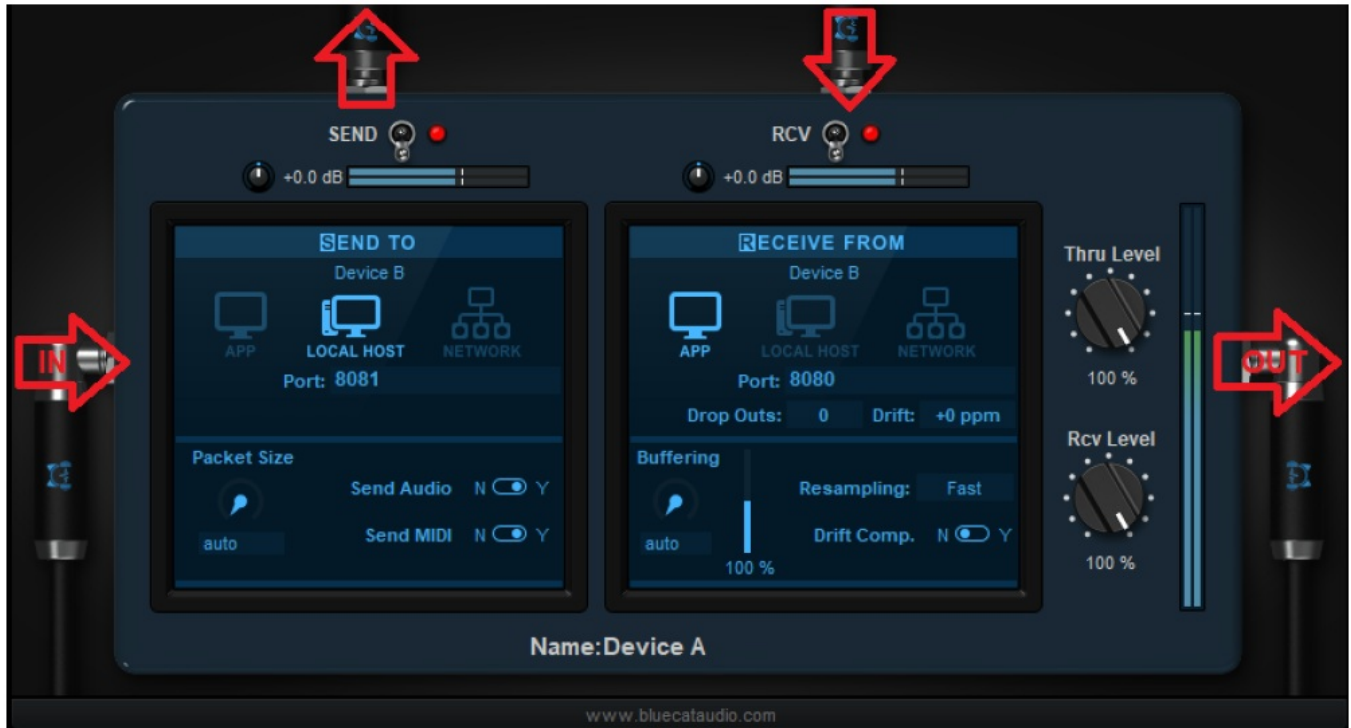 SEND
RCV
+0.0 dB
+0.0 dB
SEND TO
Device B
APP
LOCAL HOST
NETWORK
Port: 8081
Packet Size
auto
Send Audio N Y
Send MIDI N Y
RECEIVE FROM
Device B
APP
LOCAL HOST
NETWORK
Port: 8080
Drop Outs: 0 Drift: +0 ppm
Buffering
auto
100 %
Resampling: Fast
Drift Comp. N Y
Thru Level
100 %
Rcv Level
100 %
IN
OUT
Name:Device A
www.bluecataudio.com